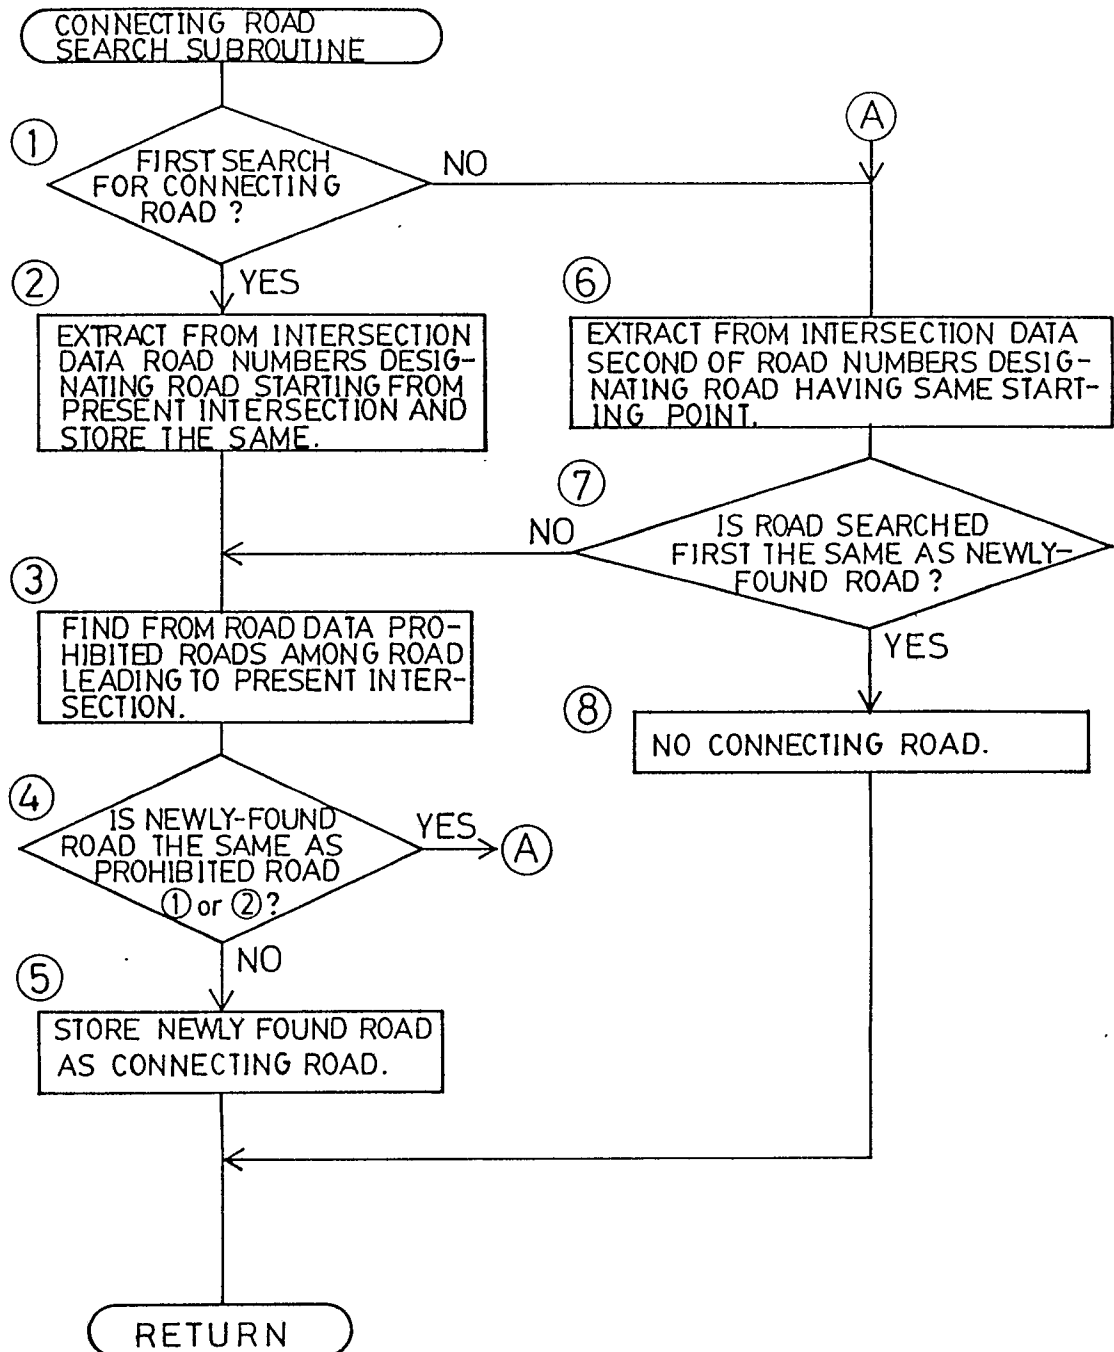 CONNECTING ROAD
SEARCH SUBROUTINE
①
FIRST SEARCH
FOR CONNECTING
ROAD ?
NO
YES
②
EXTRACT FROM INTERSECTION
DATA ROAD NUMBERS DESIG-
NATING ROAD STARTING FROM
PRESENT INTERSECTION AND
STORE THE SAME.
③
FIND FROM ROAD DATA PRO-
HIBITED ROADS AMONG ROAD
LEADING TO PRESENT INTER-
SECTION.
④
IS NEWLY-FOUND
ROAD THE SAME AS
PROHIBITED ROAD
① or ② ?
YES
Ⓐ
NO
⑤
STORE NEWLY FOUND ROAD
AS CONNECTING ROAD.
Ⓐ
⑥
EXTRACT FROM INTERSECTION DATA
SECOND OF ROAD NUMBERS DESIG-
NATING ROAD HAVING SAME START-
ING POINT.
⑦
NO
IS ROAD SEARCHED
FIRST THE SAME AS NEWLY-
FOUND ROAD ?
YES
⑧
NO CONNECTING ROAD.
RETURN